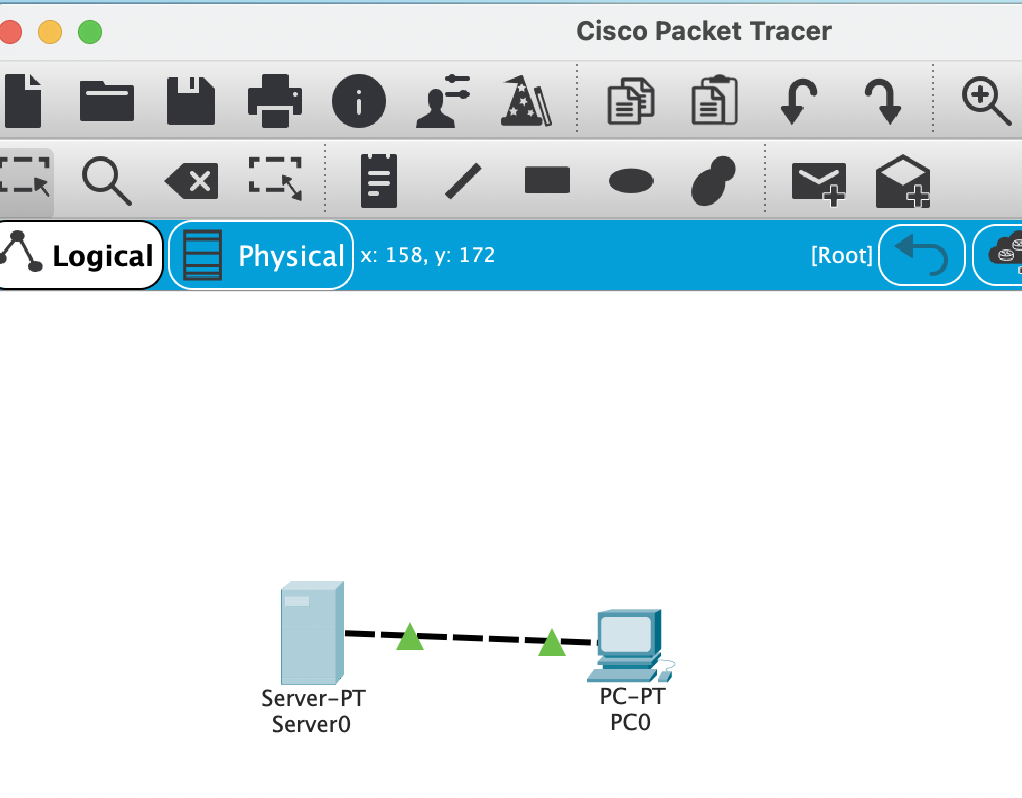 Cisco Packet Tracer
Logical
Physical
x: 158, y: 172
[Root]
Server-PT
Server0
PC-PT
PC0